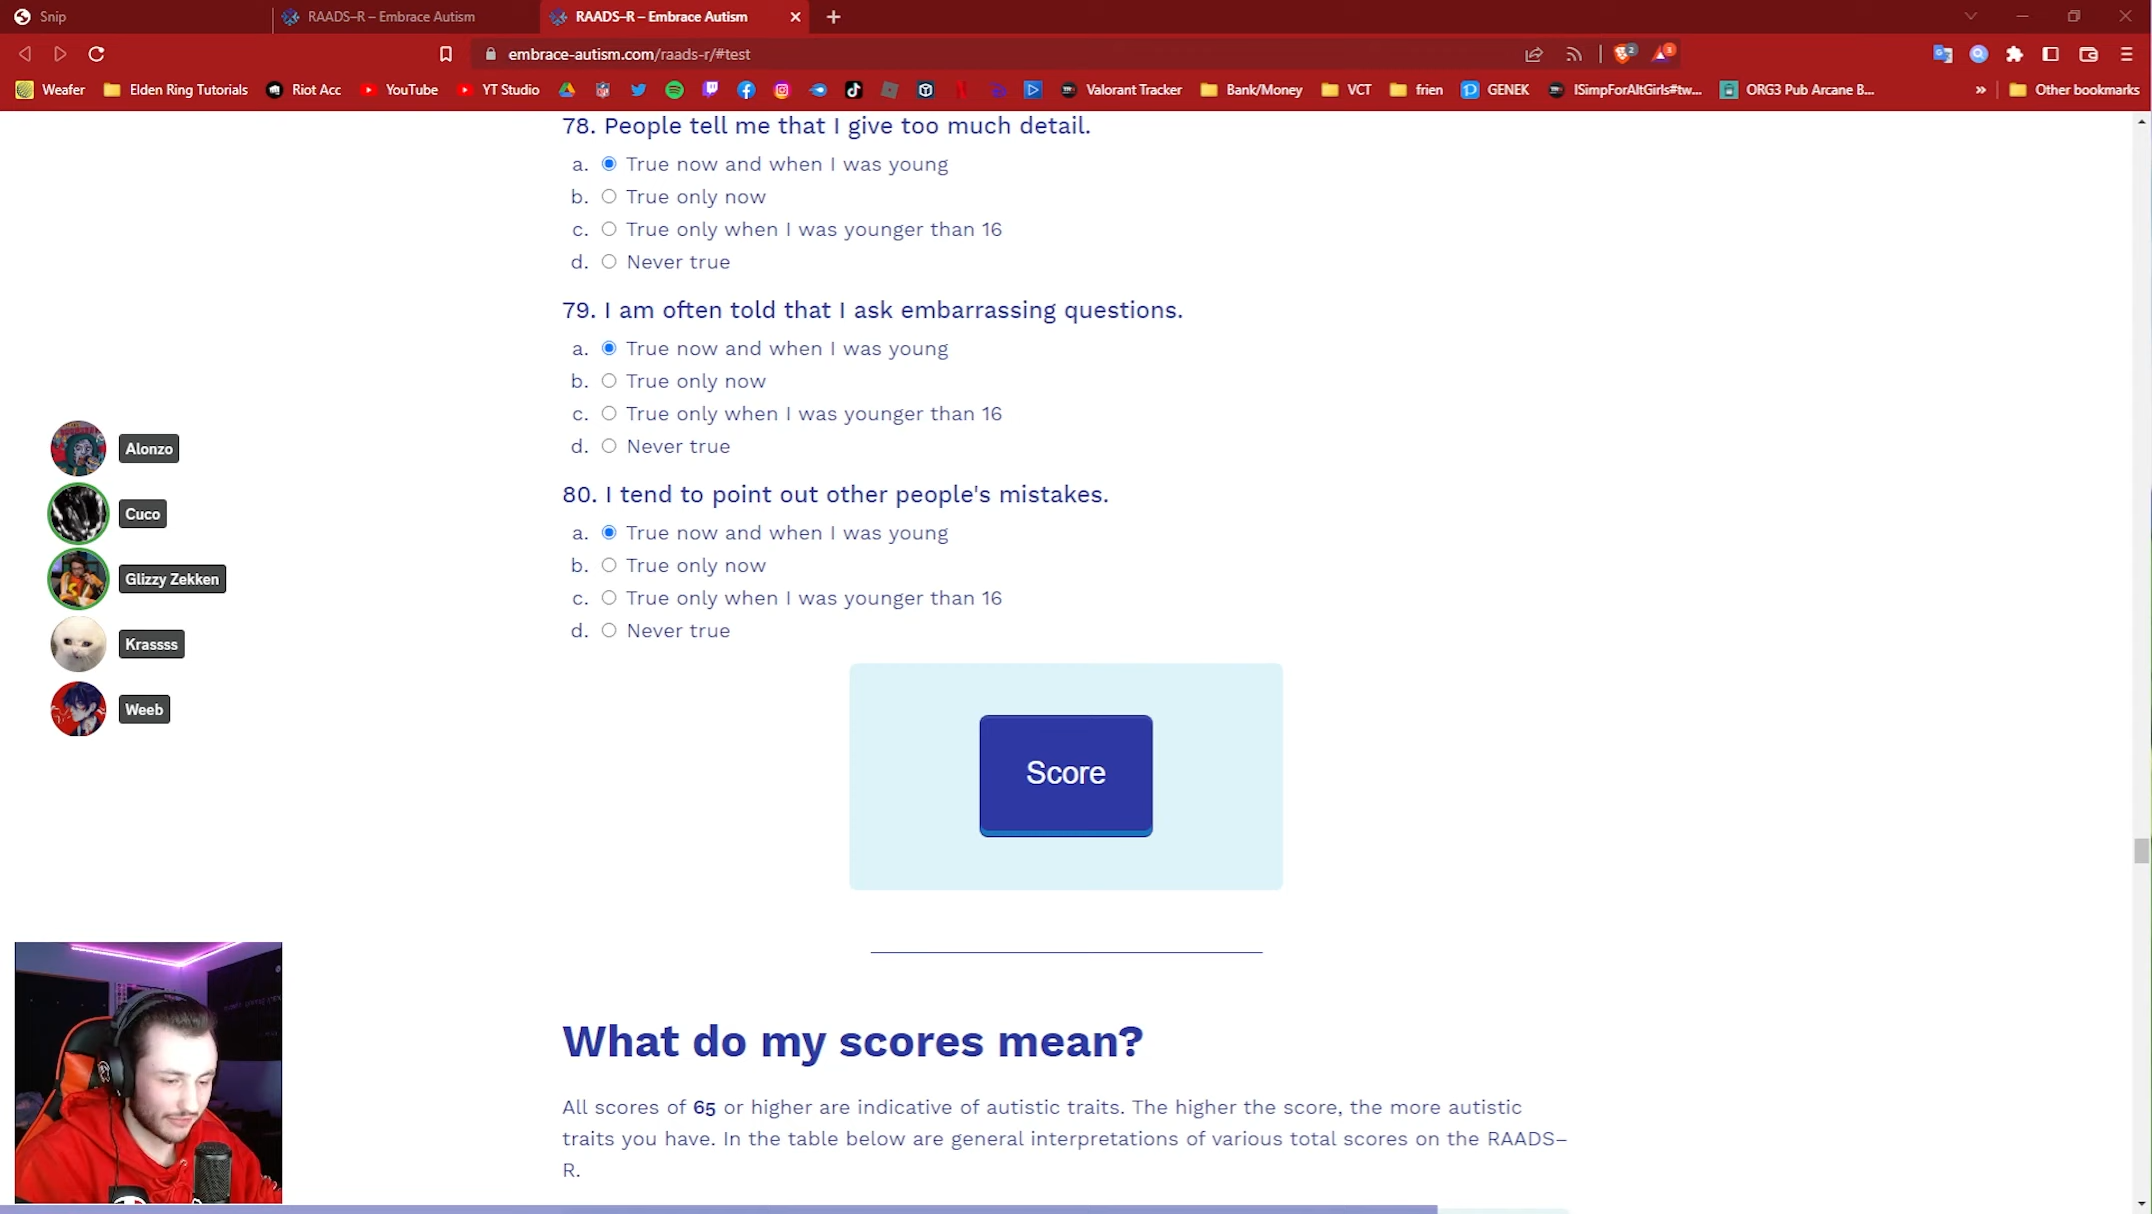 Snip
RAADS–R – Embrace Autism
RAADS–R – Embrace Autism
embrace-autism.com/raads-r/#test
2
3
Weafer
Elden Ring Tutorials
Riot Acc
YouTube
YT Studio
Valorant Tracker
Bank/Money
VCT
frien
GENEK
ISimpForAltGirls#tw...
ORG3 Pub Arcane B...
»
Other bookmarks
78. People tell me that I give too much detail.
a. True now and when I was young
b. True only now
c. True only when I was younger than 16
d. Never true
79. I am often told that I ask embarrassing questions.
a. True now and when I was young
b. True only now
c. True only when I was younger than 16
d. Never true
80. I tend to point out other people's mistakes.
a. True now and when I was young
b. True only now
c. True only when I was younger than 16
d. Never true
Alonzo
Cuco
Glizzy Zekken
Krassss
Weeb
Score
What do my scores mean?
All scores of 65 or higher are indicative of autistic traits. The higher the score, the more autistic
traits you have. In the table below are general interpretations of various total scores on the RAADS–
R.